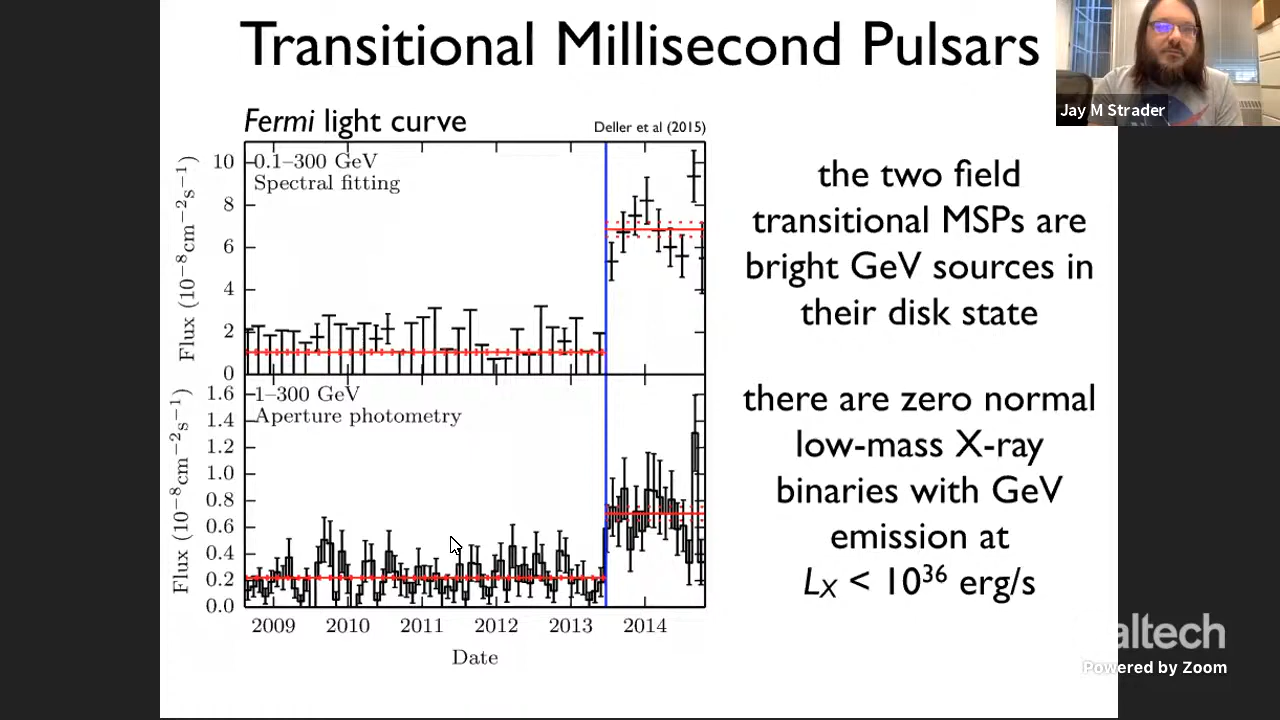 Transitional Millisecond Pulsars
Jay M Strader
Fermi light curve
Deller et al (2015)
0.1–300 GeV
Spectral fitting
Flux (10⁻⁸cm⁻²s⁻¹)
10
8
6
4
2
0
1–300 GeV
Aperture photometry
Flux (10⁻⁸cm⁻²s⁻¹)
1.6
1.4
1.2
1.0
0.8
0.6
0.4
0.2
0.0
2009 2010 2011 2012 2013 2014
Date
the two field
transitional MSPs are
bright GeV sources in
their disk state
there are zero normal
low-mass X-ray
binaries with GeV
emission at
Lₓ < 10³⁶ erg/s
altech
Powered by Zoom